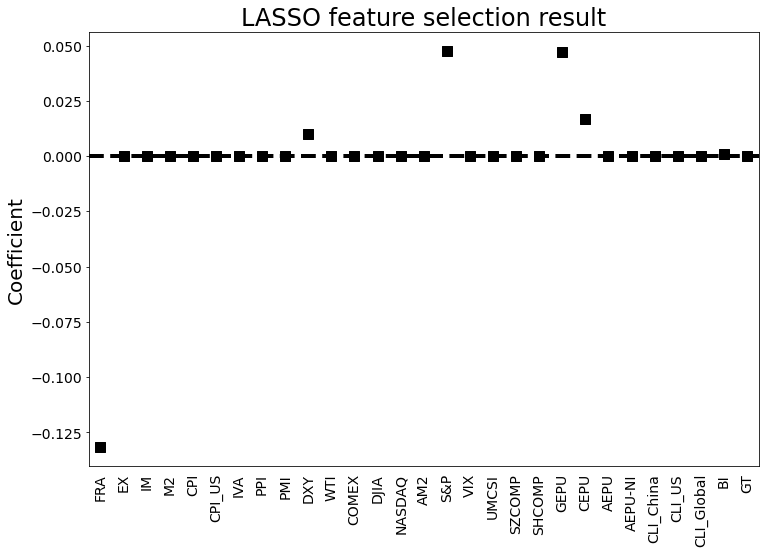 LASSO feature selection result
0.050
0.025
0.000
−0.025
−0.050
−0.075
−0.100
−0.125
Coefficient
FRA
EX
IM
M2
CPI
CPI_US
IVA
PPI
PMI
DXY
WTI
COMEX
DJIA
NASDAQ
AM2
S&P
VIX
UMCSI
SZCOMP
SHCOMP
GEPU
CEPU
AEPU
AEPU-NI
CLI_China
CLI_US
CLI_Global
BI
GT